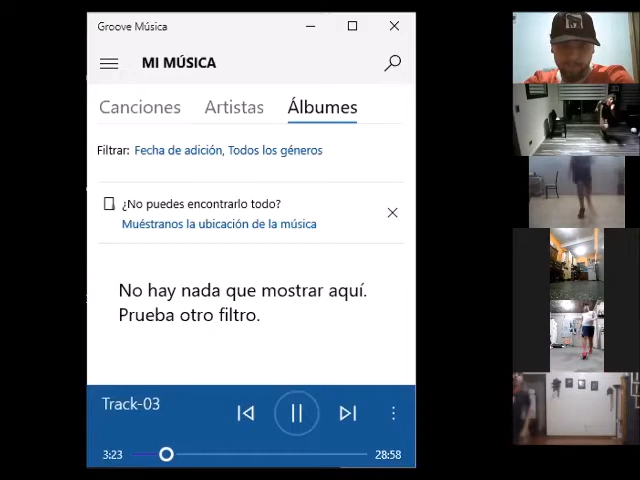 Groove Música
MI MÚSICA
Canciones Artistas Álbumes
Filtrar: Fecha de adición, Todos los géneros
¿No puedes encontrarlo todo?
Muéstranos la ubicación de la música
No hay nada que mostrar aquí.
Prueba otro filtro.
Track-03
3:23 28:58